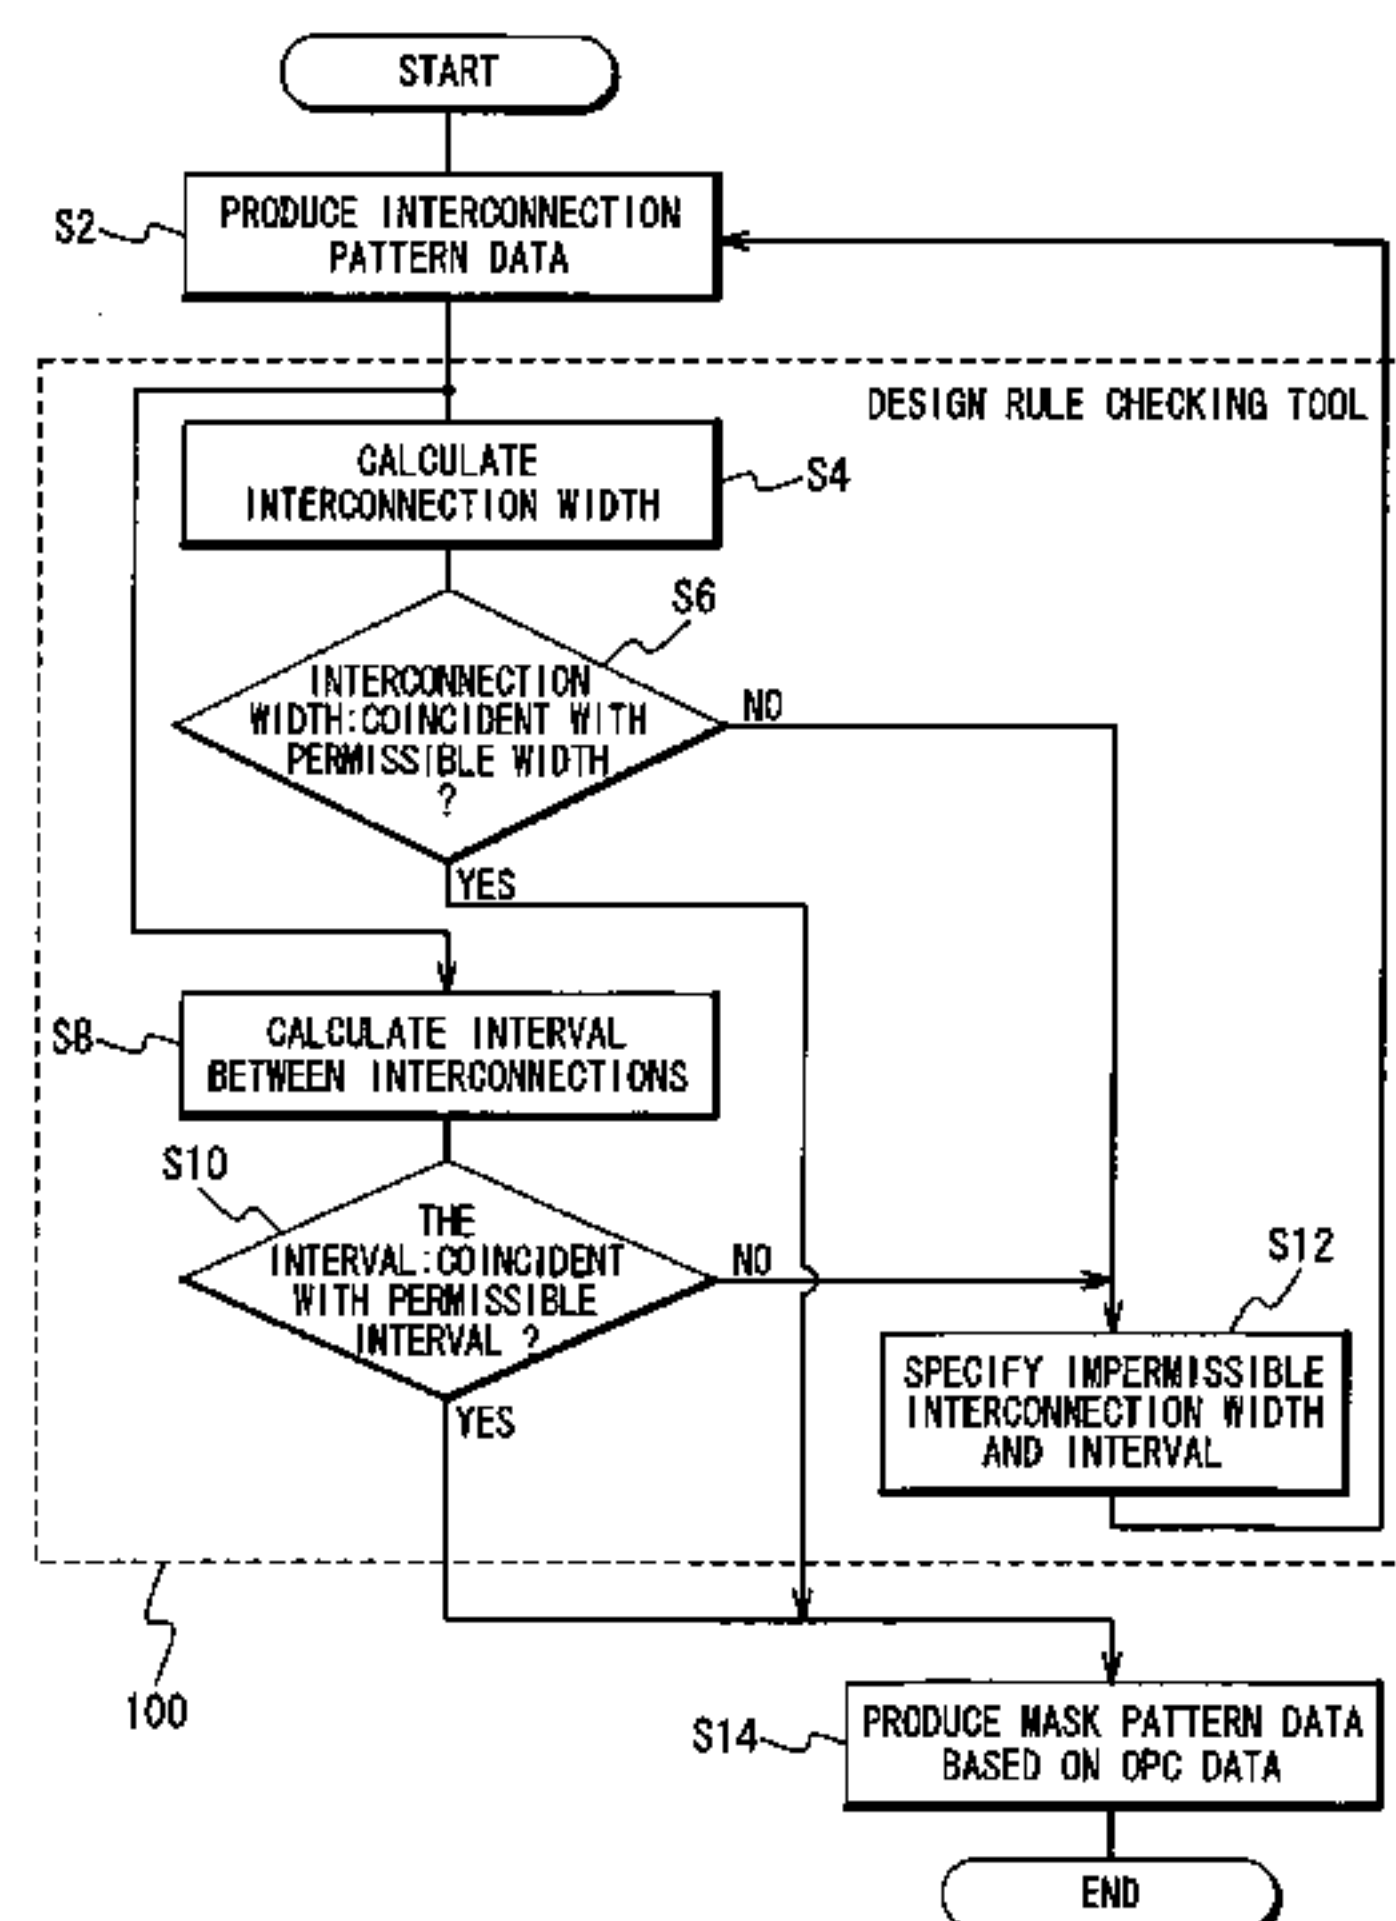 START
S2
PRODUCE INTERCONNECTION
PATTERN DATA
DESIGN RULE CHECKING TOOL
CALCULATE
INTERCONNECTION WIDTH
S4
S6
INTERCONNECTION
WIDTH:COINCIDENT WITH
PERMISSIBLE WIDTH
?
NO
YES
S8
CALCULATE INTERVAL
BETWEEN INTERCONNECTIONS
S10
THE
INTERVAL:COINCIDENT
WITH PERMISSIBLE
INTERVAL ?
NO
YES
S12
SPECIFY IMPERMISSIBLE
INTERCONNECTION WIDTH
AND INTERVAL
100
S14
PRODUCE MASK PATTERN DATA
BASED ON OPC DATA
END